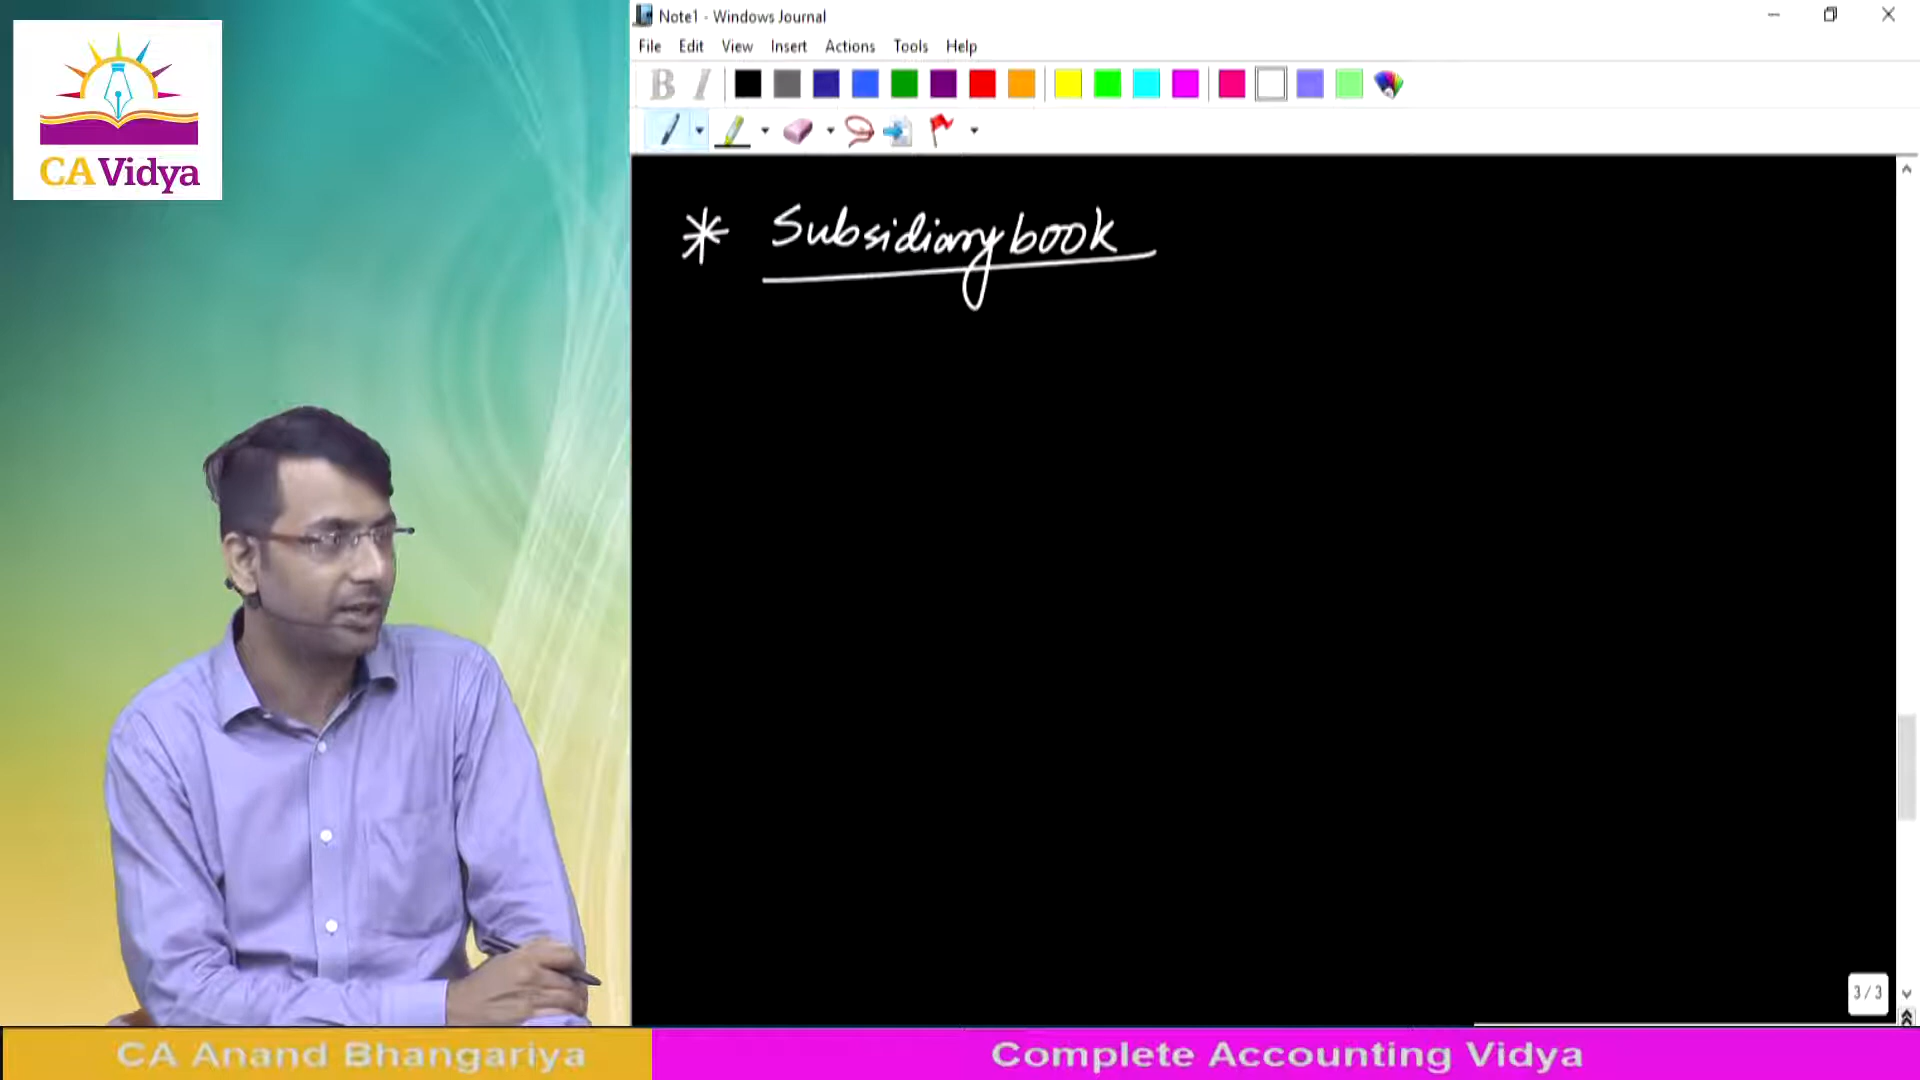 CA Vidya
Note1 - Windows Journal
File Edit View Insert Actions Tools Help
B I
* Subsidiary book
3 / 3
CA Anand Bhangariya
Complete Accounting Vidya